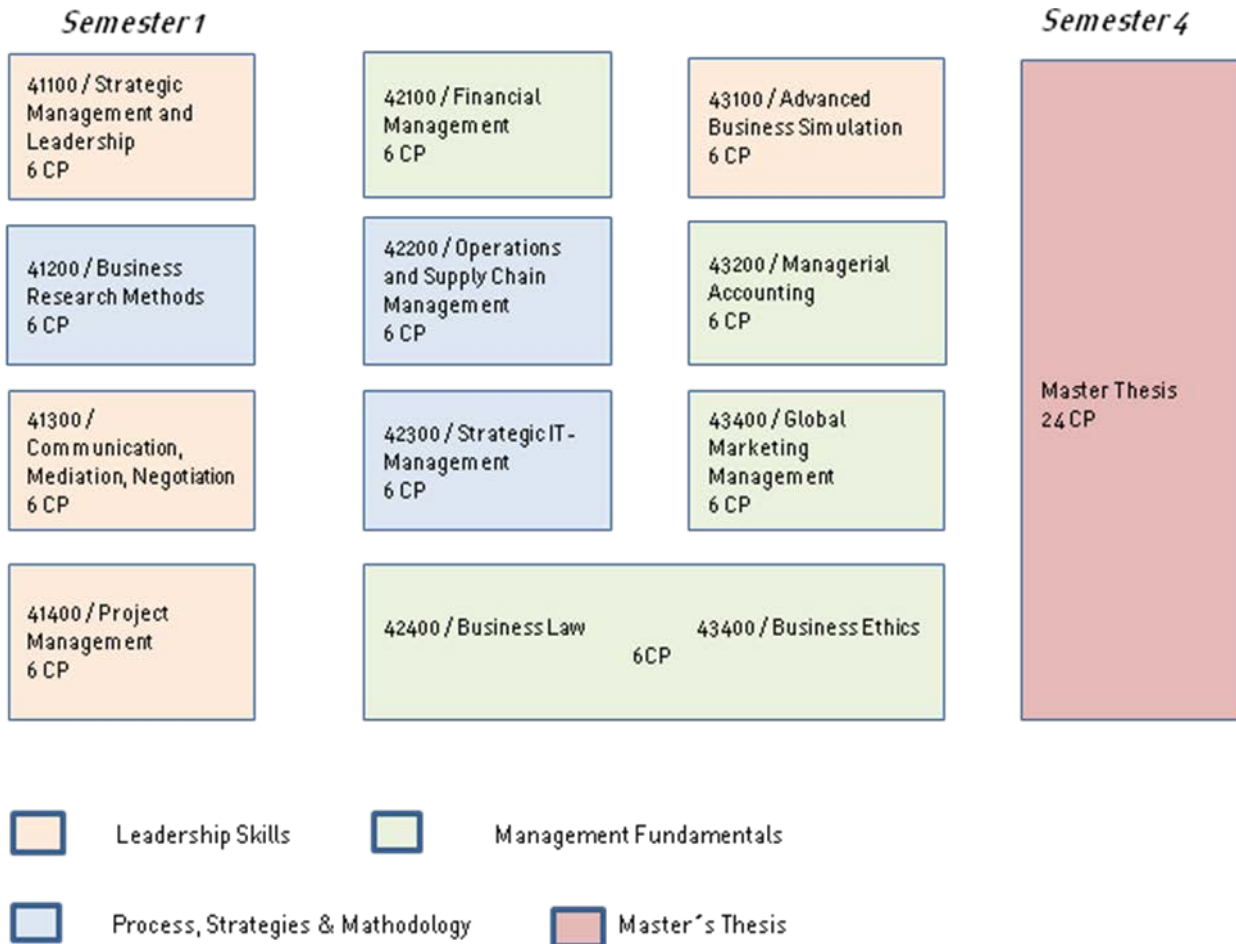 Semester 1
Semester 4
41100 / Strategic
Management and
Leadership
6 CP
42100 / Financial
Management
6 CP
43100 / Advanced
Business Simulation
6 CP
41200 / Business
Research Methods
6 CP
42200 / Operations
and Supply Chain
Management
6 CP
43200 / Managerial
Accounting
6 CP
Master Thesis
24 CP
41300 /
Communication,
Mediation, Negotiation
6 CP
42300 / Strategic IT-
Management
6 CP
43400 / Global
Marketing
Management
6 CP
41400 / Project
Management
6 CP
42400 / Business Law
43400 / Business Ethics
6CP
Leadership Skills
Management Fundamentals
Process, Strategies & Mathodology
Master´s Thesis